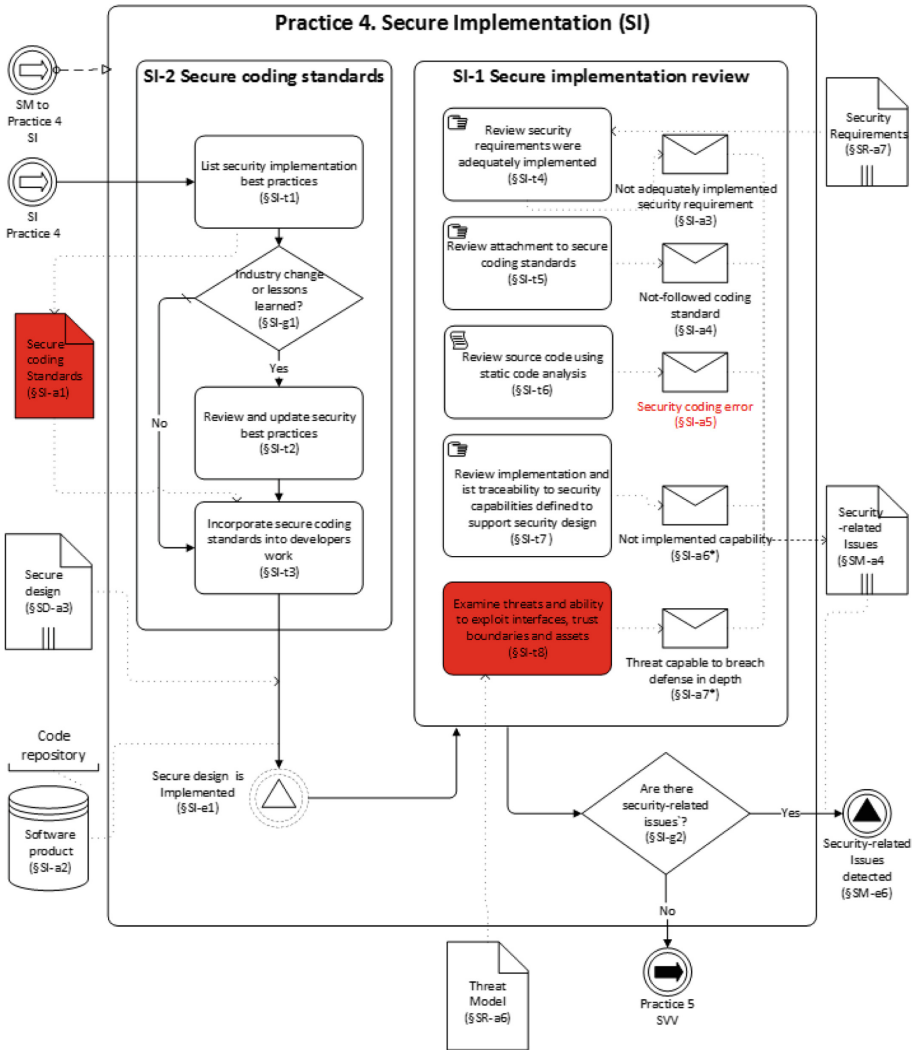 Practice 4. Secure Implementation (SI)
SM to
Practice 4
SI
SI
Practice 4
SI-2 Secure coding standards
List security implementation
best practices
(§SI-t1)
Industry change
or lessons
learned?
(§SI-g1)
Yes
No
Review and update security
best practices
(§SI-t2)
Incorporate secure coding
standards into developers
work
(§SI-t3)
Secure
coding
Standards
(§SI-a1)
Secure
design
(§SD-a3)
Code
repository
Software
product
(§SI-a2)
Secure design is
Implemented
(§SI-e1)
SI-1 Secure implementation review
Review security
requirements were
adequately implemented
(§SI-t4)
Not adequately implemented
security requirement
(§SI-a3)
Review attachment to secure
coding standards
(§SI-t5)
Not-followed coding
standard
(§SI-a4)
Review source code using
static code analysis
(§SI-t6)
Security coding error
(§SI-a5)
Review implementation and
ist traceability to security
capabilities defined to
support security design
(§SI-t7)
Not implemented capability
(§SI-a6*)
Examine threats and ability
to exploit interfaces, trust
boundaries and assets
(§SI-t8)
Threat capable to breach
defense in depth
(§SI-a7*)
Security
Requirements
(§SR-a7)
Security
-related
Issues
(§SM-a4
Are there
security-related
issues`?
(§SI-g2)
Yes
Security-related
Issues
detected
(§SM-e6)
No
Practice 5
SVV
Threat
Model
(§SR-a6)